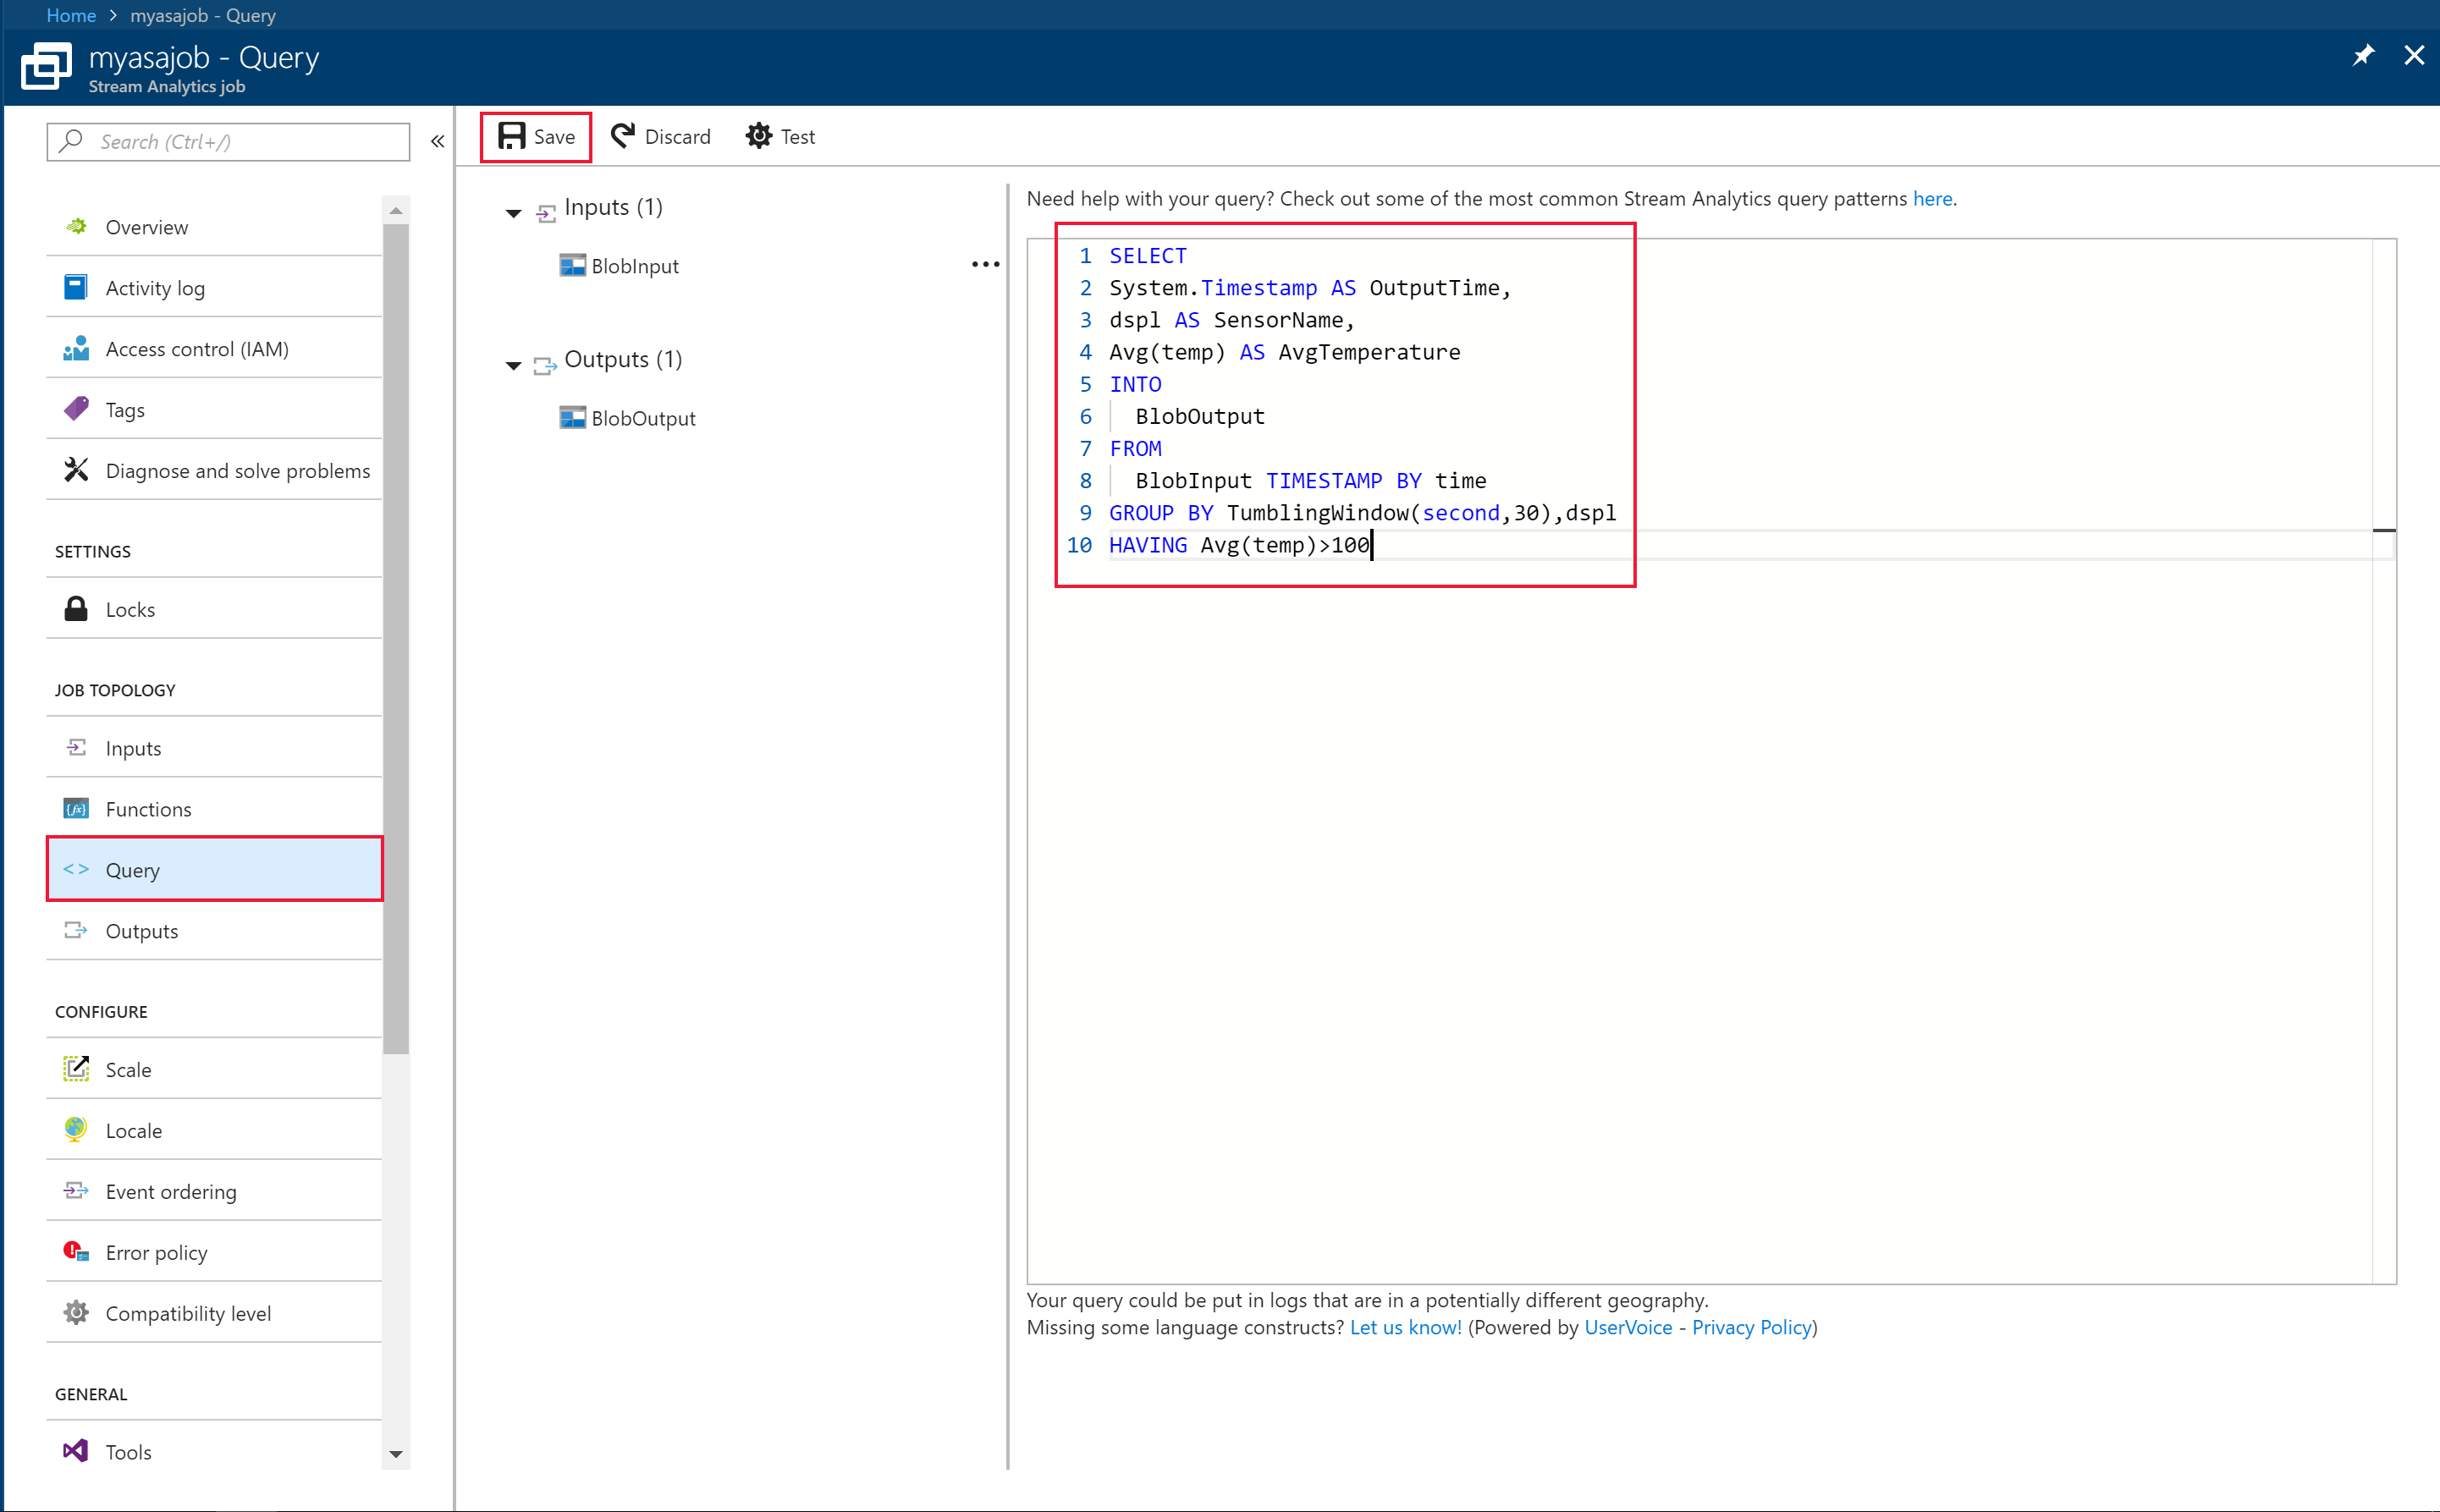 Home > myasajob - Query
myasajob - Query
Stream Analytics job
Search (Ctrl+/)
«
Overview
Activity log
Access control (IAM)
Tags
Diagnose and solve problems
SETTINGS
Locks
JOB TOPOLOGY
Inputs
Functions
Query
Outputs
CONFIGURE
Scale
Locale
Event ordering
Error policy
Compatibility level
GENERAL
Tools
Save Discard Test
Inputs (1)
BlobInput
Outputs (1)
BlobOutput
Need help with your query? Check out some of the most common Stream Analytics query patterns here.
1 SELECT
2 System.Timestamp AS OutputTime,
3 dspl AS SensorName,
4 Avg(temp) AS AvgTemperature
5 INTO
6 BlobOutput
7 FROM
8 BlobInput TIMESTAMP BY time
9 GROUP BY TumblingWindow(second,30),dspl
10 HAVING Avg(temp)>100
Your query could be put in logs that are in a potentially different geography.
Missing some language constructs? Let us know! (Powered by UserVoice - Privacy Policy)